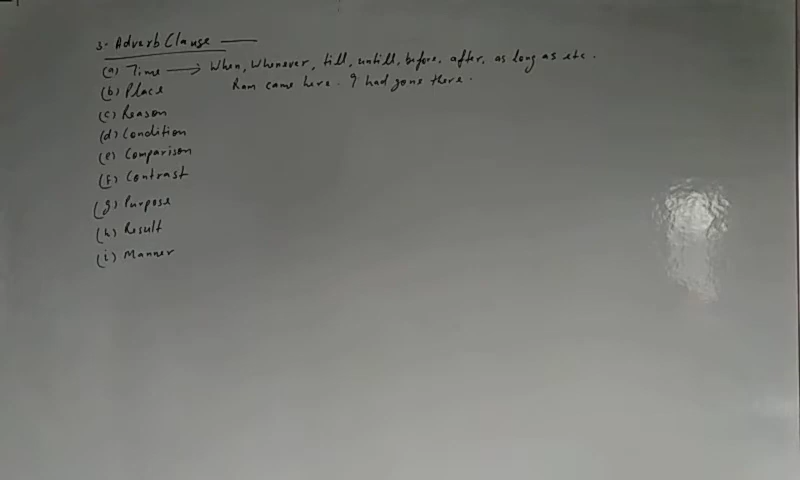 3- Adverb Clause —
(a) Time → When, Whenever, till, untill, before, after, as long as etc.
Ram came here. I had gone there.
(b) Place
(c) Reason
(d) Condition
(e) Comparison
(f) Contrast
(g) Purpose
(h) Result
(i) Manner